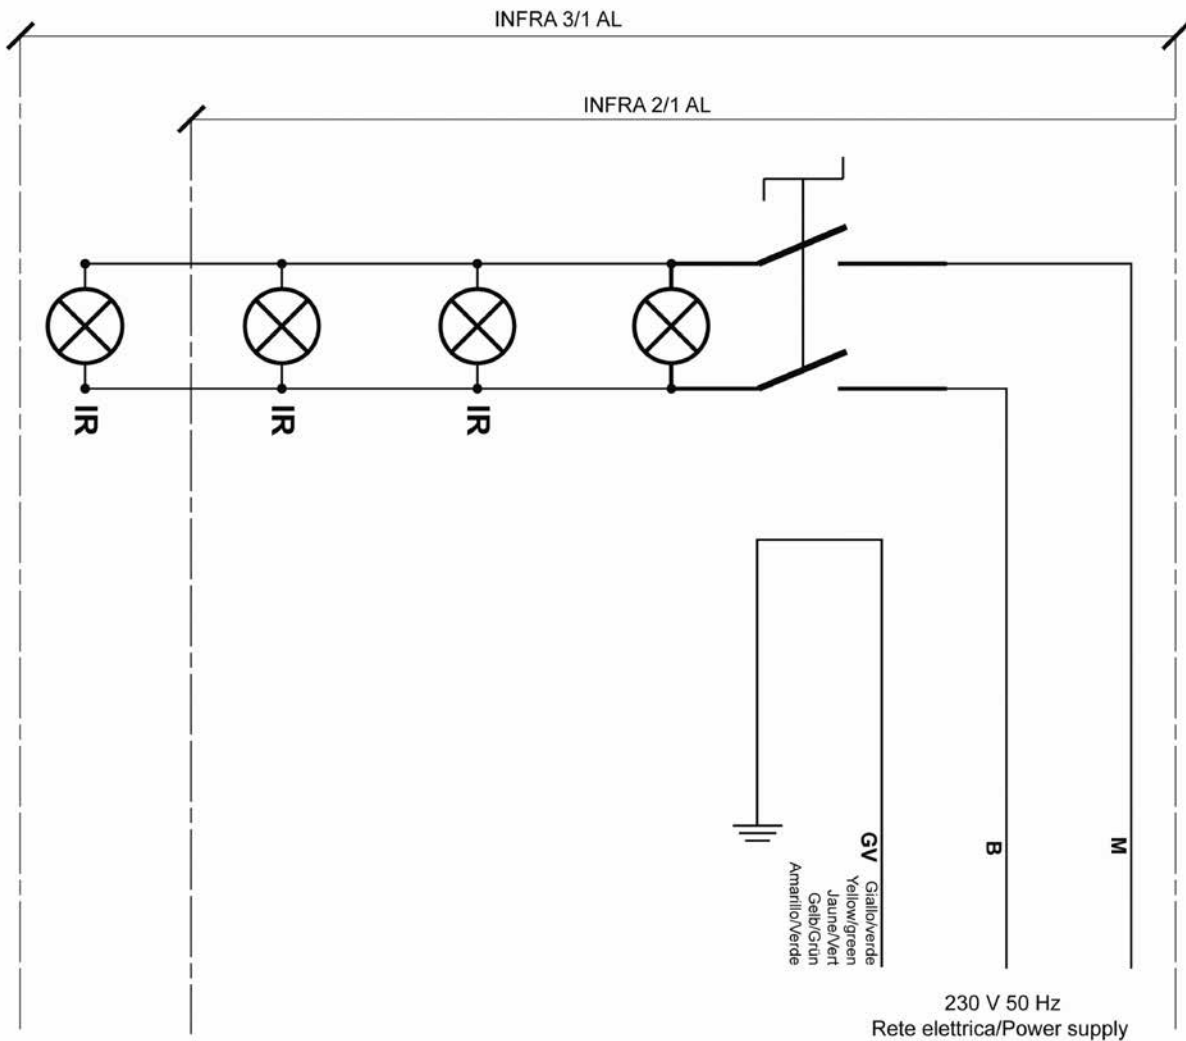 INFRA 3/1 AL
INFRA 2/1 AL
IR
IR
IR
GV
Giallo/verde
Yellow/green
Jaune/Vert
Gelb/Grün
Amarillo/Verde
B
M
230 V 50 Hz
Rete elettrica/Power supply